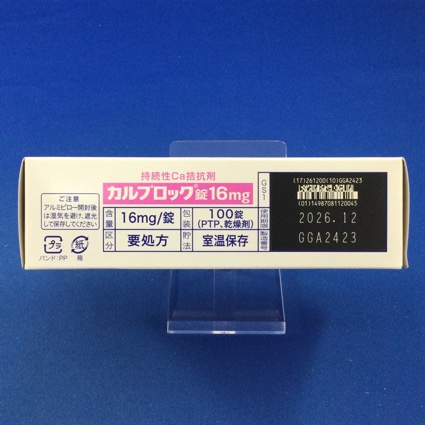 持続性Ca拮抗剤
カルブロック錠16mg
ご注意
アルミピロー開封後
は湿気を避け、遮光
して保存してください
プラ
紙
バンド:PP
箱
含量
16mg/錠
包装
100錠
(PTP、乾燥剤)
区分
要処方
貯法
室温保存
GS1
使用期限
製造番号
(17)261200(10)GGA2423
(01)14987081120045
2026.12
GGA2423